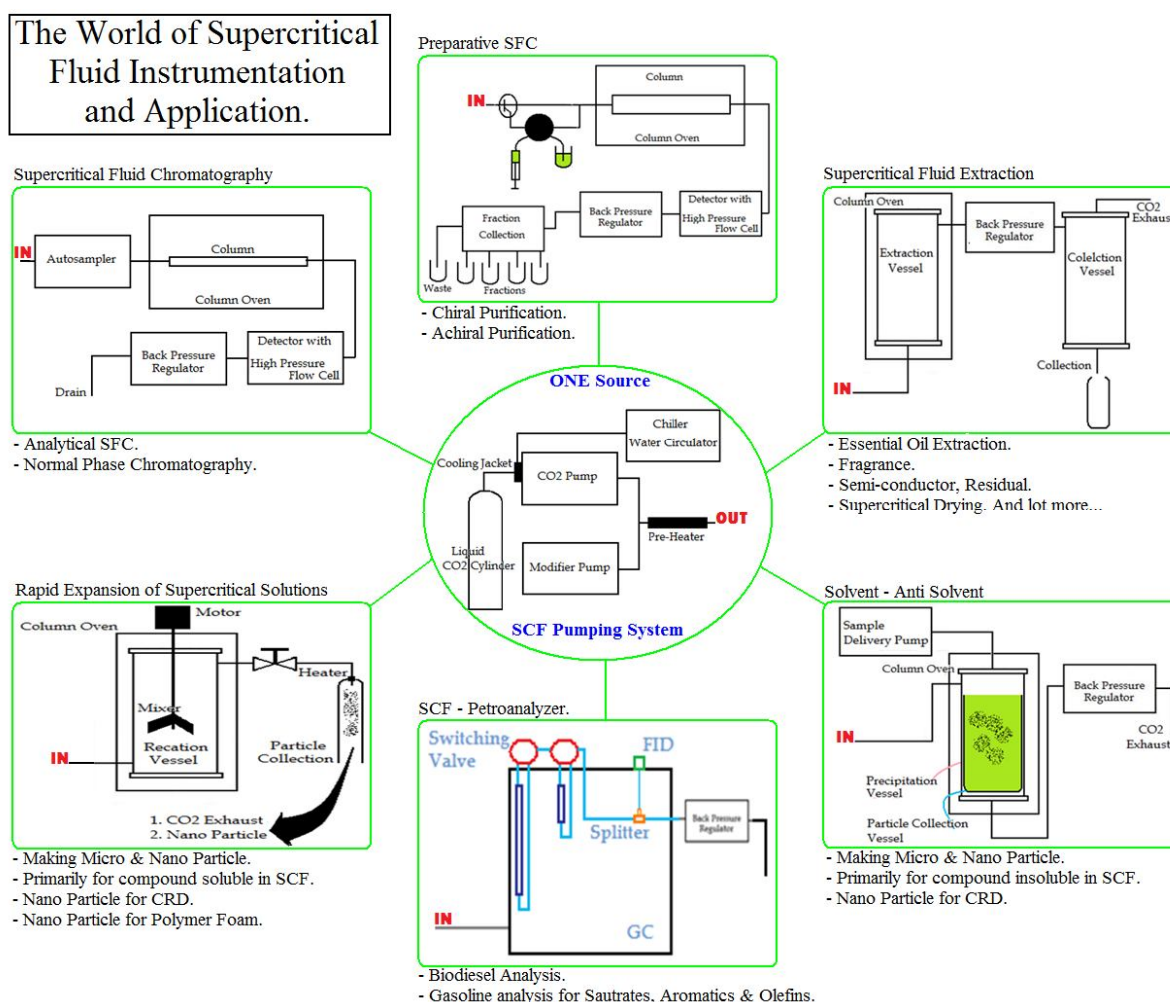 The World of Supercritical
Fluid Instrumentation
and Application.
Preparative SFC
IN
Column
Column Oven
Fraction
Collection
Back Pressure
Regulator
Detector with
High Pressure
Flow Cell
Waste
Fractions
- Chiral Purification.
- Achiral Purification.
Supercritical Fluid Chromatography
IN
Autosampler
Column
Column Oven
Back Pressure
Regulator
Detector with
High Pressure
Flow Cell
Drain
- Analytical SFC.
- Normal Phase Chromatography.
Supercritical Fluid Extraction
Column Oven
Extraction
Vessel
Back Pressure
Regulator
CO2
Exhaust
Colelction
Vessel
Collection
IN
- Essential Oil Extraction.
- Fragrance.
- Semi-conductor, Residual.
- Supercritical Drying. And lot more...
ONE Source
Chiller
Water Circulator
Cooling Jacket
CO2 Pump
OUT
Pre-Heater
Liquid
CO2 Cylinder
Modifier Pump
SCF Pumping System
Rapid Expansion of Supercritical Solutions
Motor
Column Oven
Heater
Mixer
Recation
Vessel
IN
Particle
Collection
1. CO2 Exhaust
2. Nano Particle
- Making Micro & Nano Particle.
- Primarily for compound soluble in SCF.
- Nano Particle for CRD.
- Nano Particle for Polymer Foam.
SCF - Petroanalyzer.
Switching
Valve
FID
Splitter
Back Pressure
Regulator
IN
GC
- Biodiesel Analysis.
- Gasoline analysis for Sautrates, Aromatics & Olefins.
Solvent - Anti Solvent
Sample
Delivery Pump
Column Oven
Back Pressure
Regulator
IN
CO2
Exhaust
Precipitation
Vessel
Particle Collection
Vessel
- Making Micro & Nano Particle.
- Primarily for compound insoluble in SCF.
- Nano Particle for CRD.